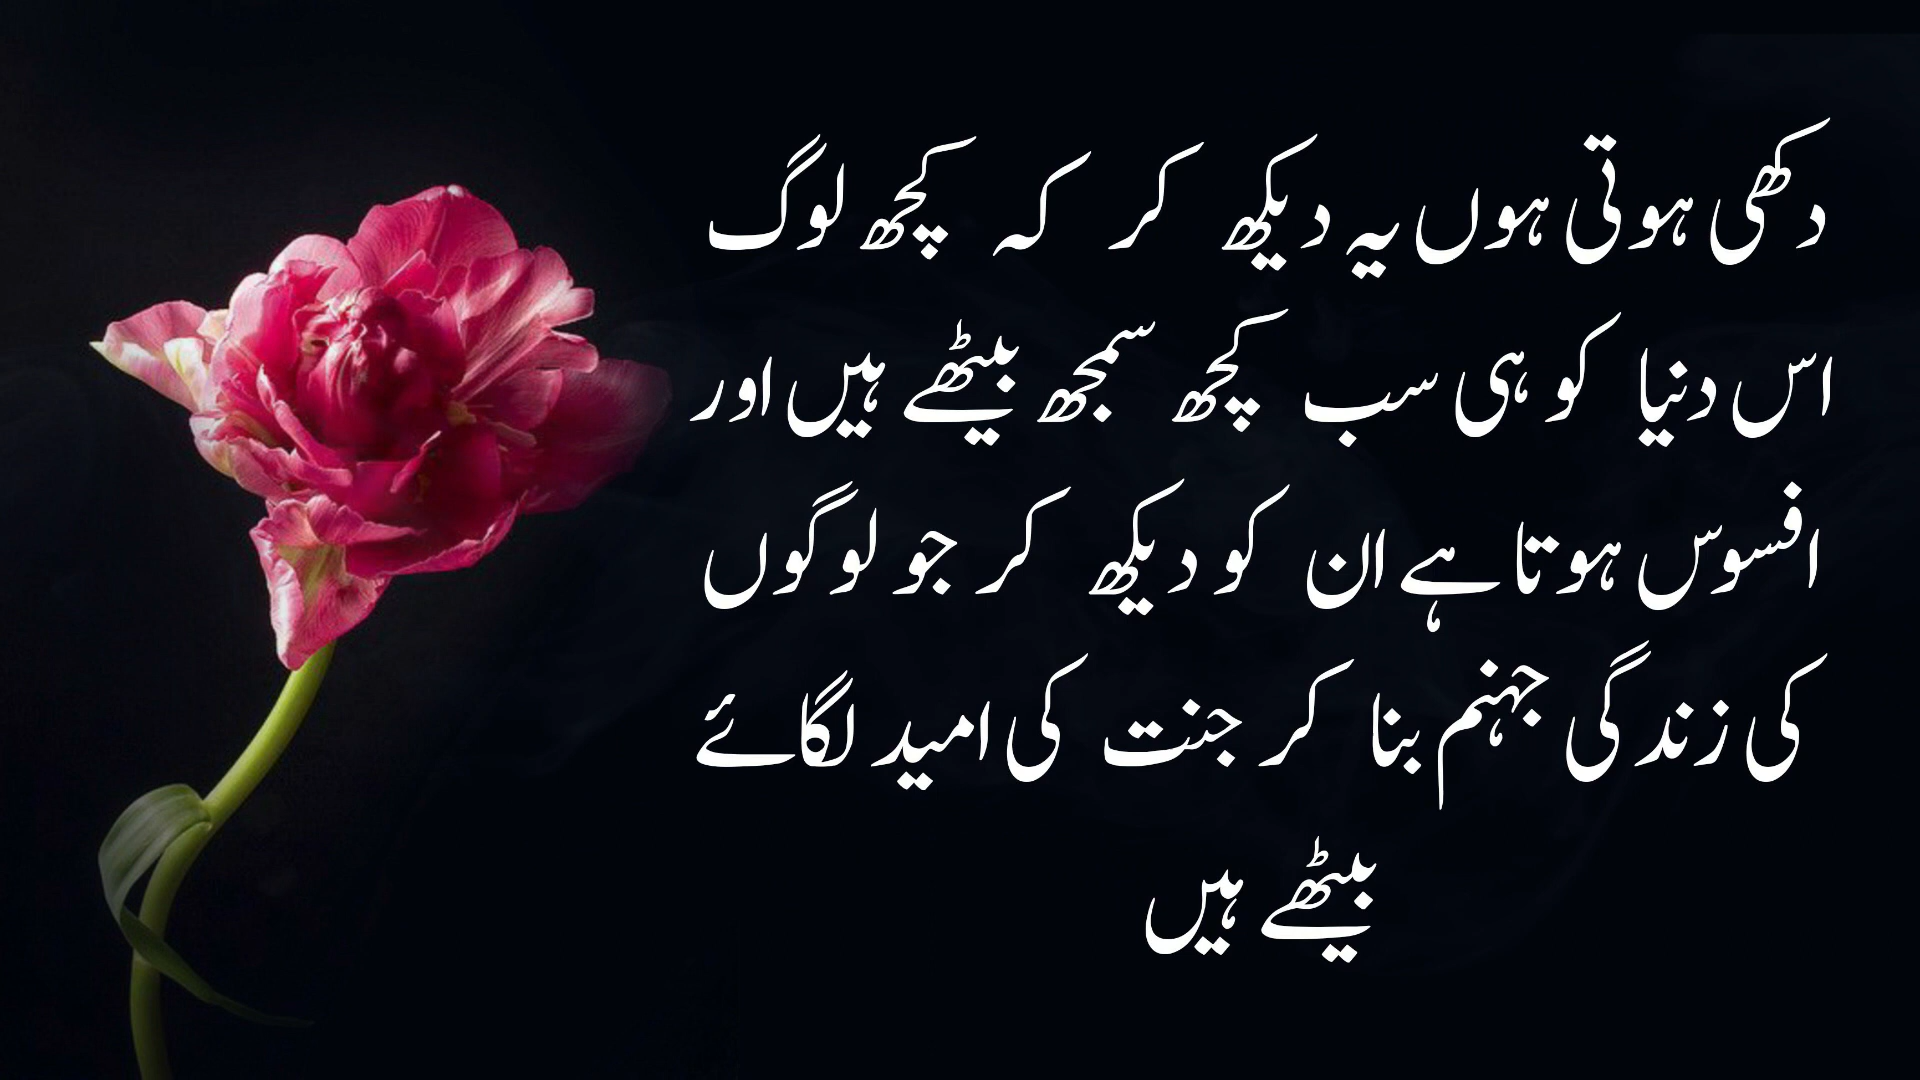 دکھی ہوتی ہوں یہ دیکھ کر کہ کچھ لوگ
اس دنیا کو ہی سب کچھ سمجھ بیٹھے ہیں اور
افسوس ہوتا ہے ان کو دیکھ کر جو لوگوں
کی زندگی جہنم بنا کر جنت کی امید لگائے
بیٹھے ہیں